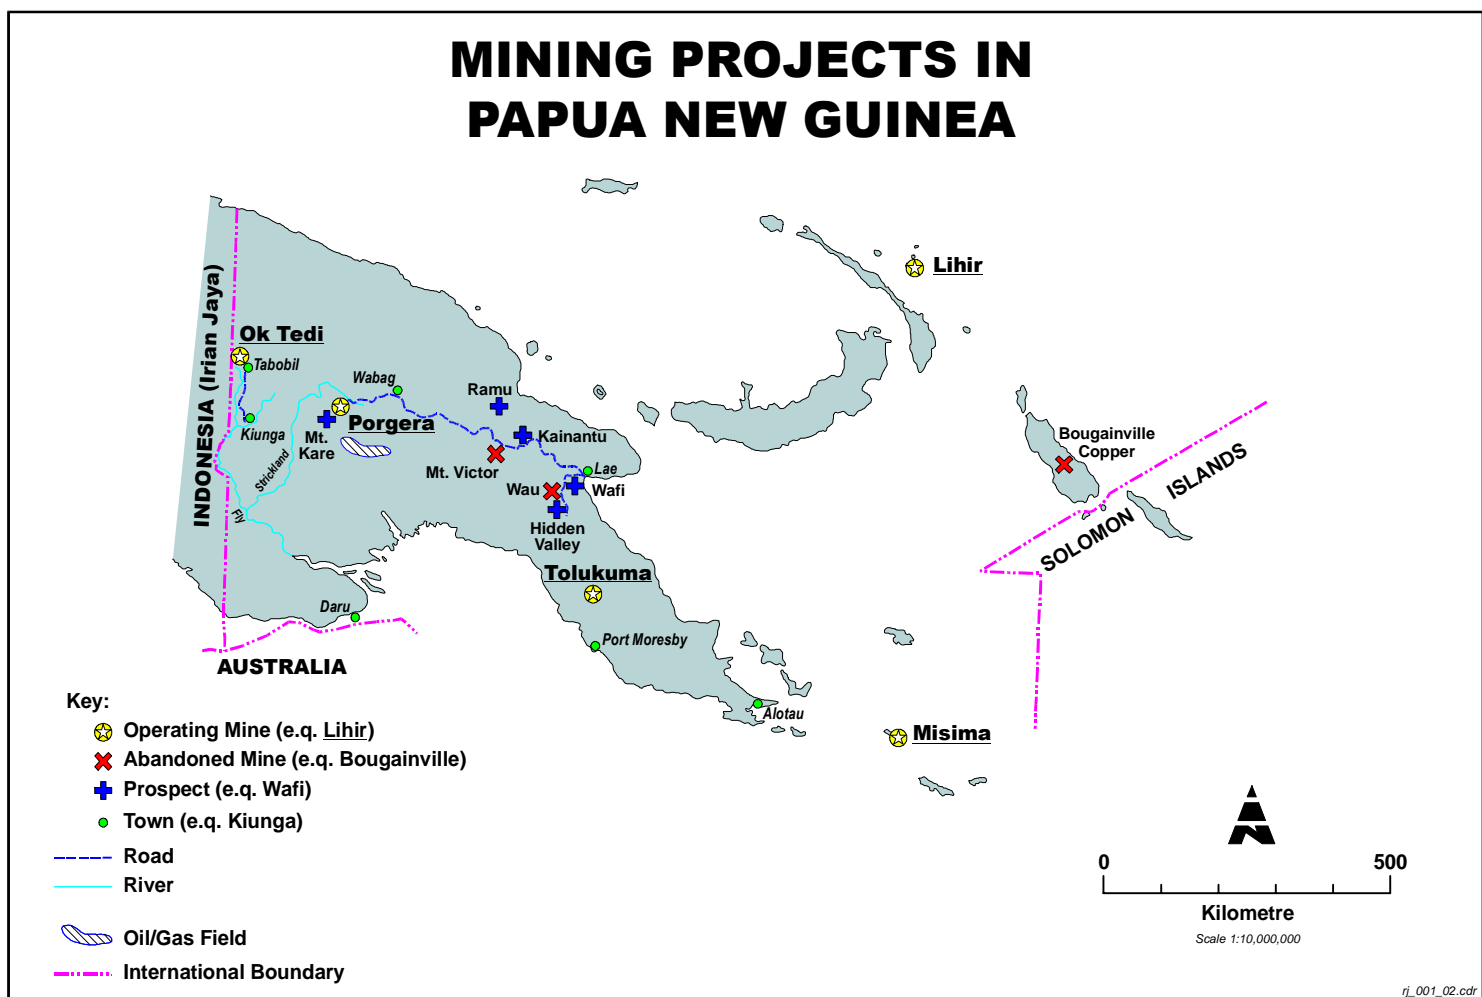 MINING PROJECTS IN
PAPUA NEW GUINEA
Lihir
INDONESIA (Irian Jaya)
Ok Tedi
Tabobil
Wabag
Ramu
Kiunga
Mt.
Kare
Porgera
Kainantu
Strickland
Mt. Victor
Lae
Wau
Wafi
Fly
Hidden
Valley
Bougainville
Copper
SOLOMON ISLANDS
Tolukuma
Daru
Port Moresby
AUSTRALIA
Alotau
Misima
Key:
Operating Mine (e.q. Lihir)
Abandoned Mine (e.q. Bougainville)
Prospect (e.q. Wafi)
Town (e.q. Kiunga)
Road
River
Oil/Gas Field
International Boundary
N
0 500
Kilometre
Scale 1:10,000,000
rj_001_02.cdr